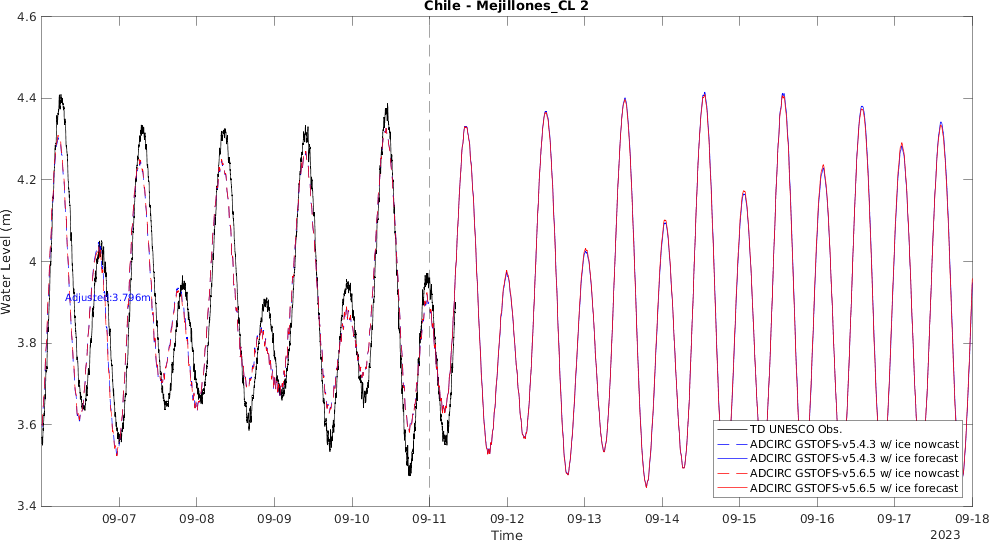 Chile - Mejillones_CL 2
4.6
4.4
4.2
4
3.8
3.6
3.4
Water Level (m)
Adjusted:3.796m
TD UNESCO Obs.
ADCIRC GSTOFS-v5.4.3 w/ ice nowcast
ADCIRC GSTOFS-v5.4.3 w/ ice forecast
ADCIRC GSTOFS-v5.6.5 w/ ice nowcast
ADCIRC GSTOFS-v5.6.5 w/ ice forecast
09-07 09-08 09-09 09-10 09-11 09-12 09-13 09-14 09-15 09-16 09-17 09-18
Time
2023